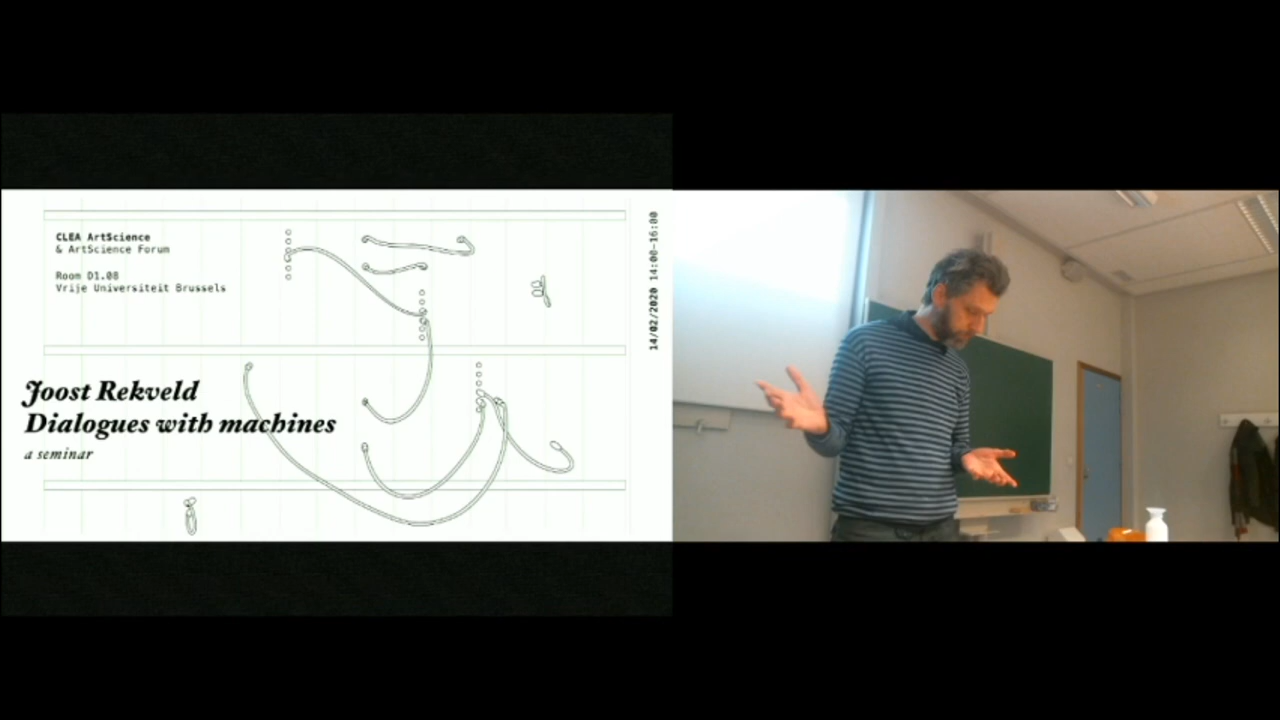 CLEA ArtScience
& ArtScience Forum
Room D1.08
Vrije Universiteit Brussels
14/02/2020 14:00-16:00
Joost Rekveld
Dialogues with machines
a seminar